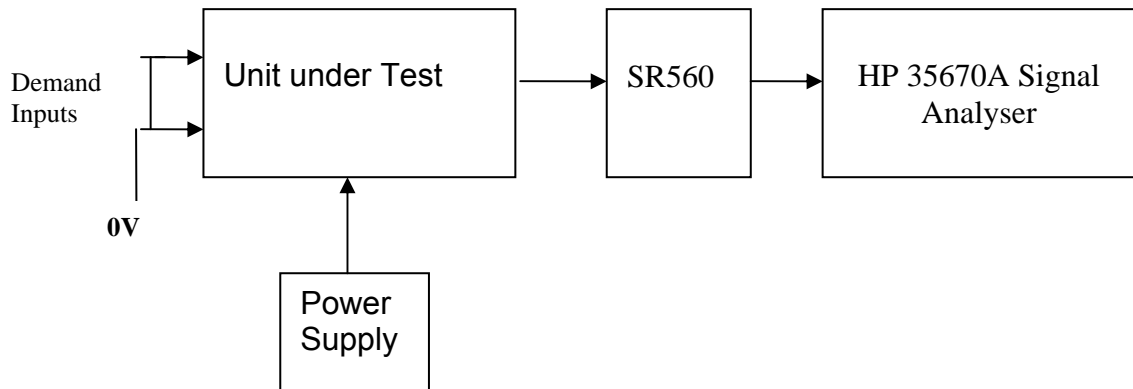 Demand
Inputs
0V
Unit under Test
SR560
HP 35670A Signal
Analyser
Power
Supply